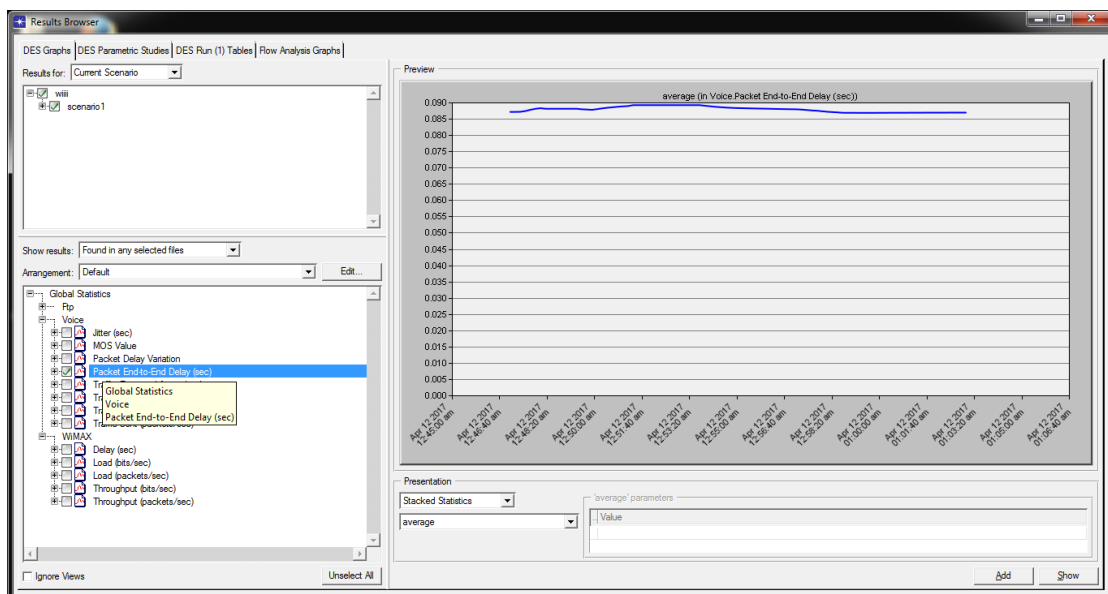 Results Browser
DES Graphs DES Parametric Studies DES Run (1) Tables Flow Analysis Graphs
Results for: Current Scenario
wiii
scenario1
Show results: Found in any selected files
Arrangement: Default Edit...
Global Statistics
Ftp
Voice
Jitter (sec)
MOS Value
Packet Delay Variation
Packet End-to-End Delay (sec)
Global Statistics
Voice
Packet End-to-End Delay (sec)
WiMAX
Delay (sec)
Load (bits/sec)
Load (packets/sec)
Throughput (bits/sec)
Throughput (packets/sec)
Ignore Views Unselect All
Preview
average (in Voice.Packet End-to-End Delay (sec))
0.090
0.085
0.080
0.075
0.070
0.065
0.060
0.055
0.050
0.045
0.040
0.035
0.030
0.025
0.020
0.015
0.010
0.005
0.000
Apr 12 2017
12:45:00 am
Apr 12 2017
12:46:40 am
Apr 12 2017
12:48:20 am
Apr 12 2017
12:50:00 am
Apr 12 2017
12:51:40 am
Apr 12 2017
12:53:20 am
Apr 12 2017
12:55:00 am
Apr 12 2017
12:56:40 am
Apr 12 2017
12:58:20 am
Apr 12 2017
01:00:00 am
Apr 12 2017
01:01:40 am
Apr 12 2017
01:03:20 am
Apr 12 2017
01:05:00 am
Apr 12 2017
01:06:40 am
Presentation
Stacked Statistics
average
'average' parameters
... Value
Add Show